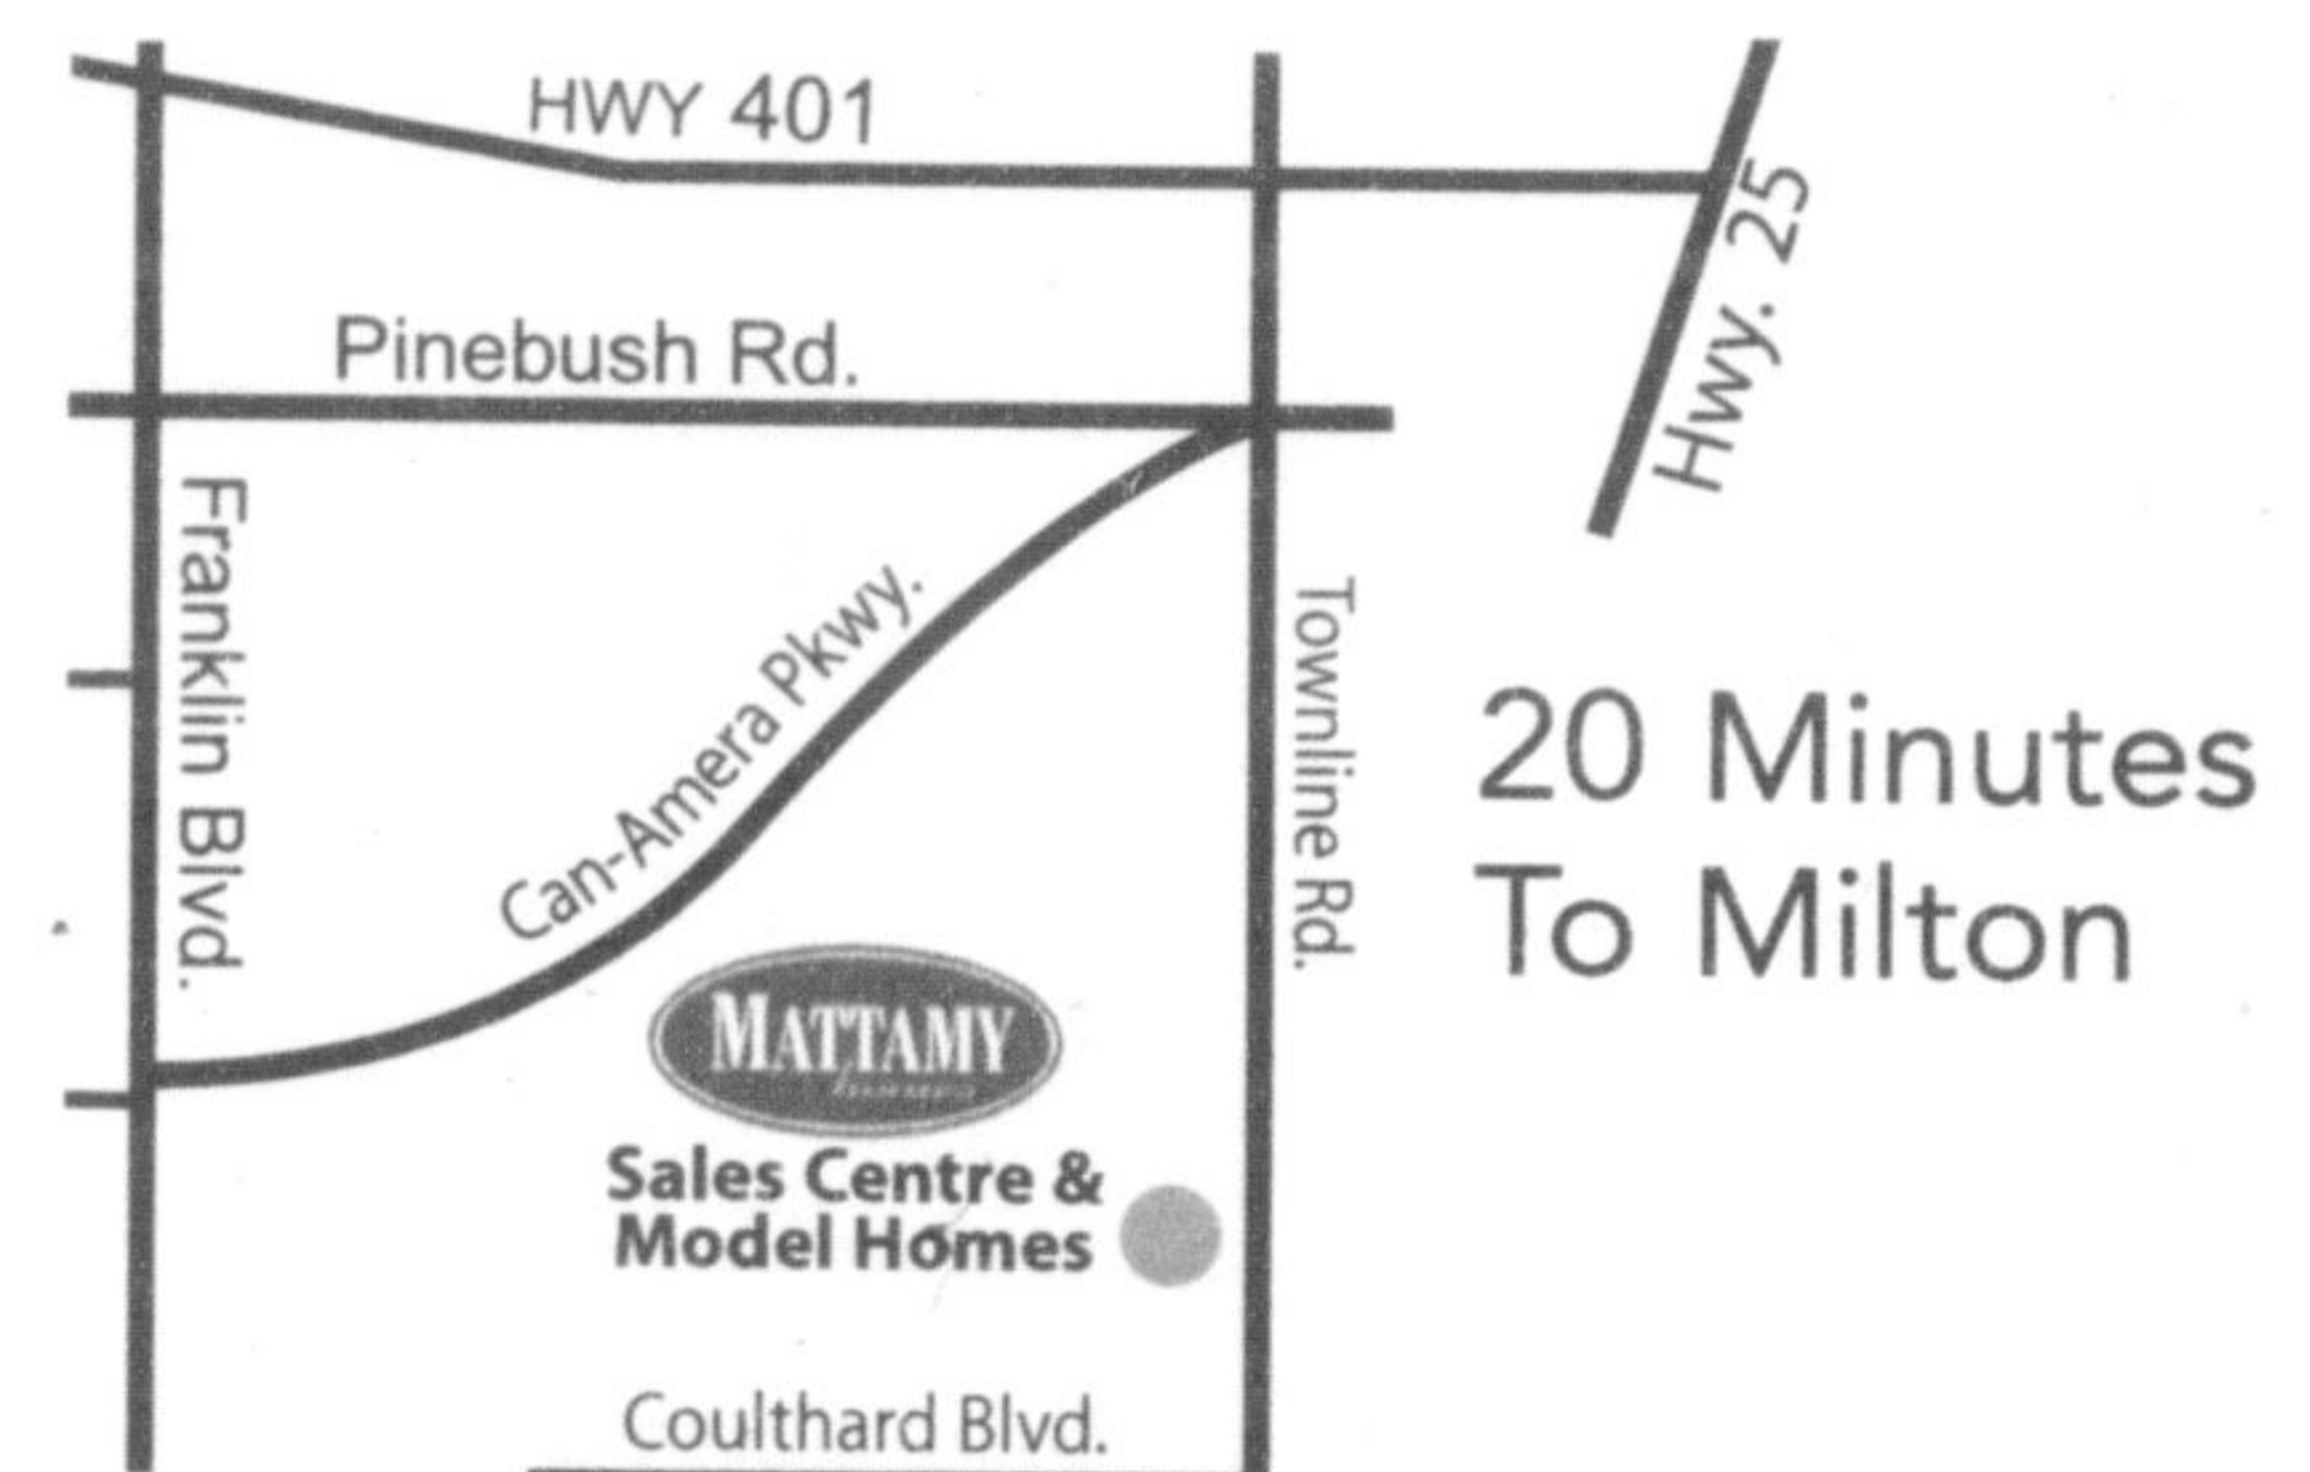 HWY 401
Hwy. 25
Pinebush Rd.
Franklin Blvd.
Can-Amera Pkwy.
Townline Rd.
20 Minutes
To Milton
MATTAMY
homes
Sales Centre &
Model Homes
Coulthard Blvd.